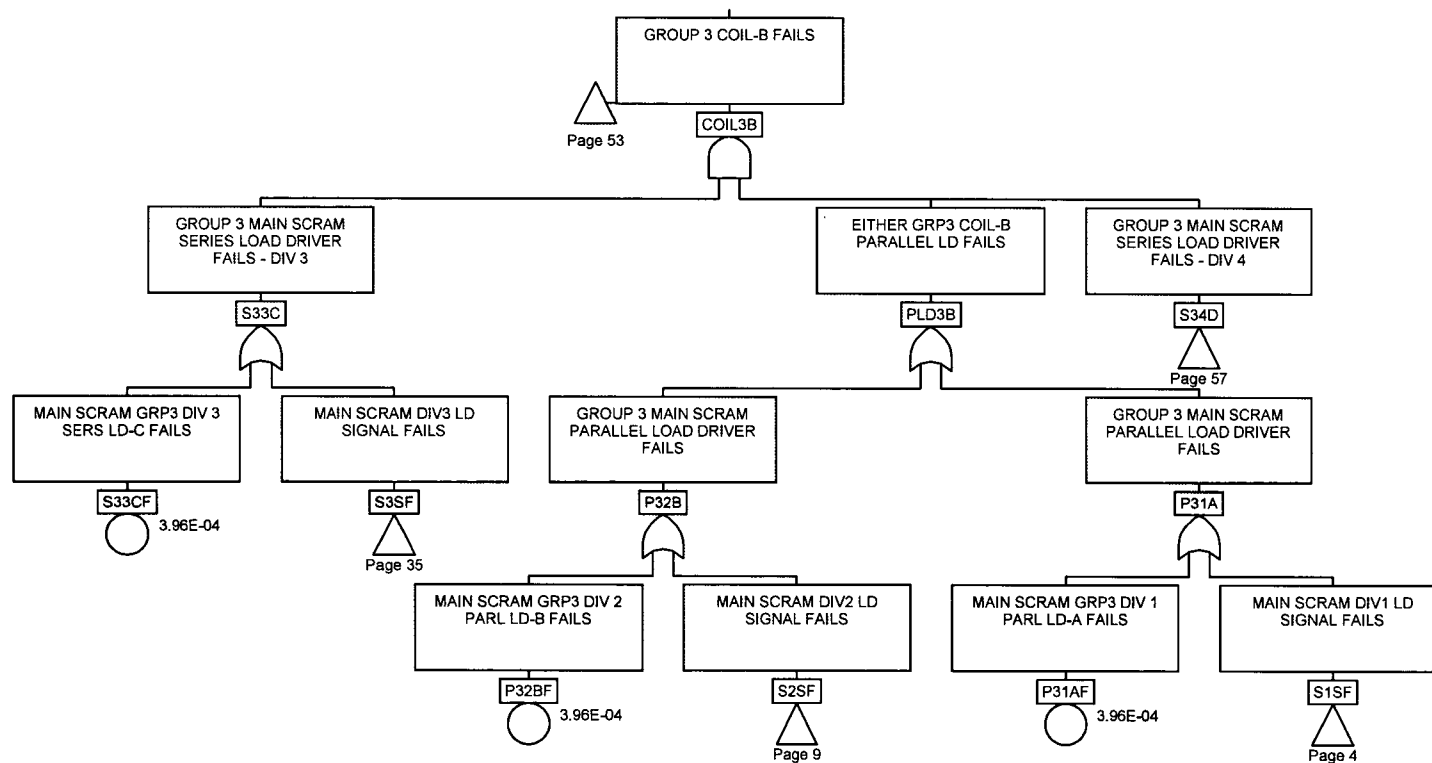 GROUP 3 COIL-B FAILS
Page 53
COIL3B
GROUP 3 MAIN SCRAM
SERIES LOAD DRIVER
FAILS - DIV 3
S33C
EITHER GRP3 COIL-B
PARALLEL LD FAILS
PLD3B
GROUP 3 MAIN SCRAM
SERIES LOAD DRIVER
FAILS - DIV 4
S34D
Page 57
MAIN SCRAM GRP3 DIV 3
SERS LD-C FAILS
S33CF
3.96E-04
MAIN SCRAM DIV3 LD
SIGNAL FAILS
S3SF
Page 35
GROUP 3 MAIN SCRAM
PARALLEL LOAD DRIVER
FAILS
P32B
GROUP 3 MAIN SCRAM
PARALLEL LOAD DRIVER
FAILS
P31A
MAIN SCRAM GRP3 DIV 2
PARL LD-B FAILS
P32BF
3.96E-04
MAIN SCRAM DIV2 LD
SIGNAL FAILS
S2SF
Page 9
MAIN SCRAM GRP3 DIV 1
PARL LD-A FAILS
P31AF
3.96E-04
MAIN SCRAM DIV1 LD
SIGNAL FAILS
S1SF
Page 4